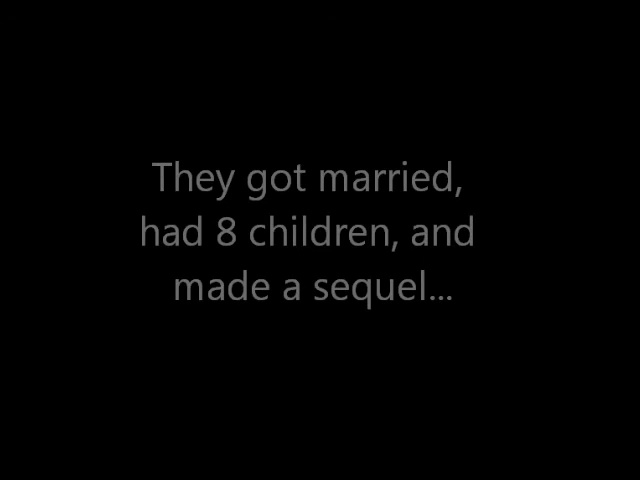 They got married,
had 8 children, and
made a sequel...